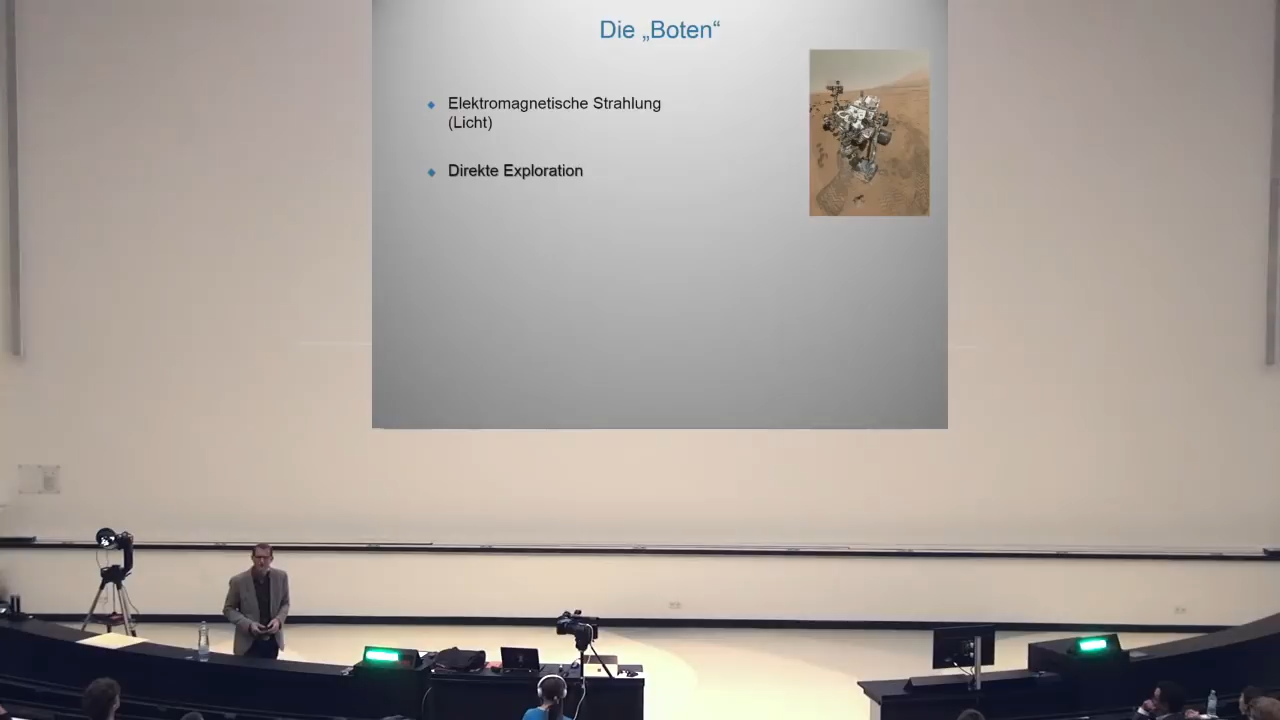 Die „Boten“
Elektromagnetische Strahlung
(Licht)
Direkte Exploration